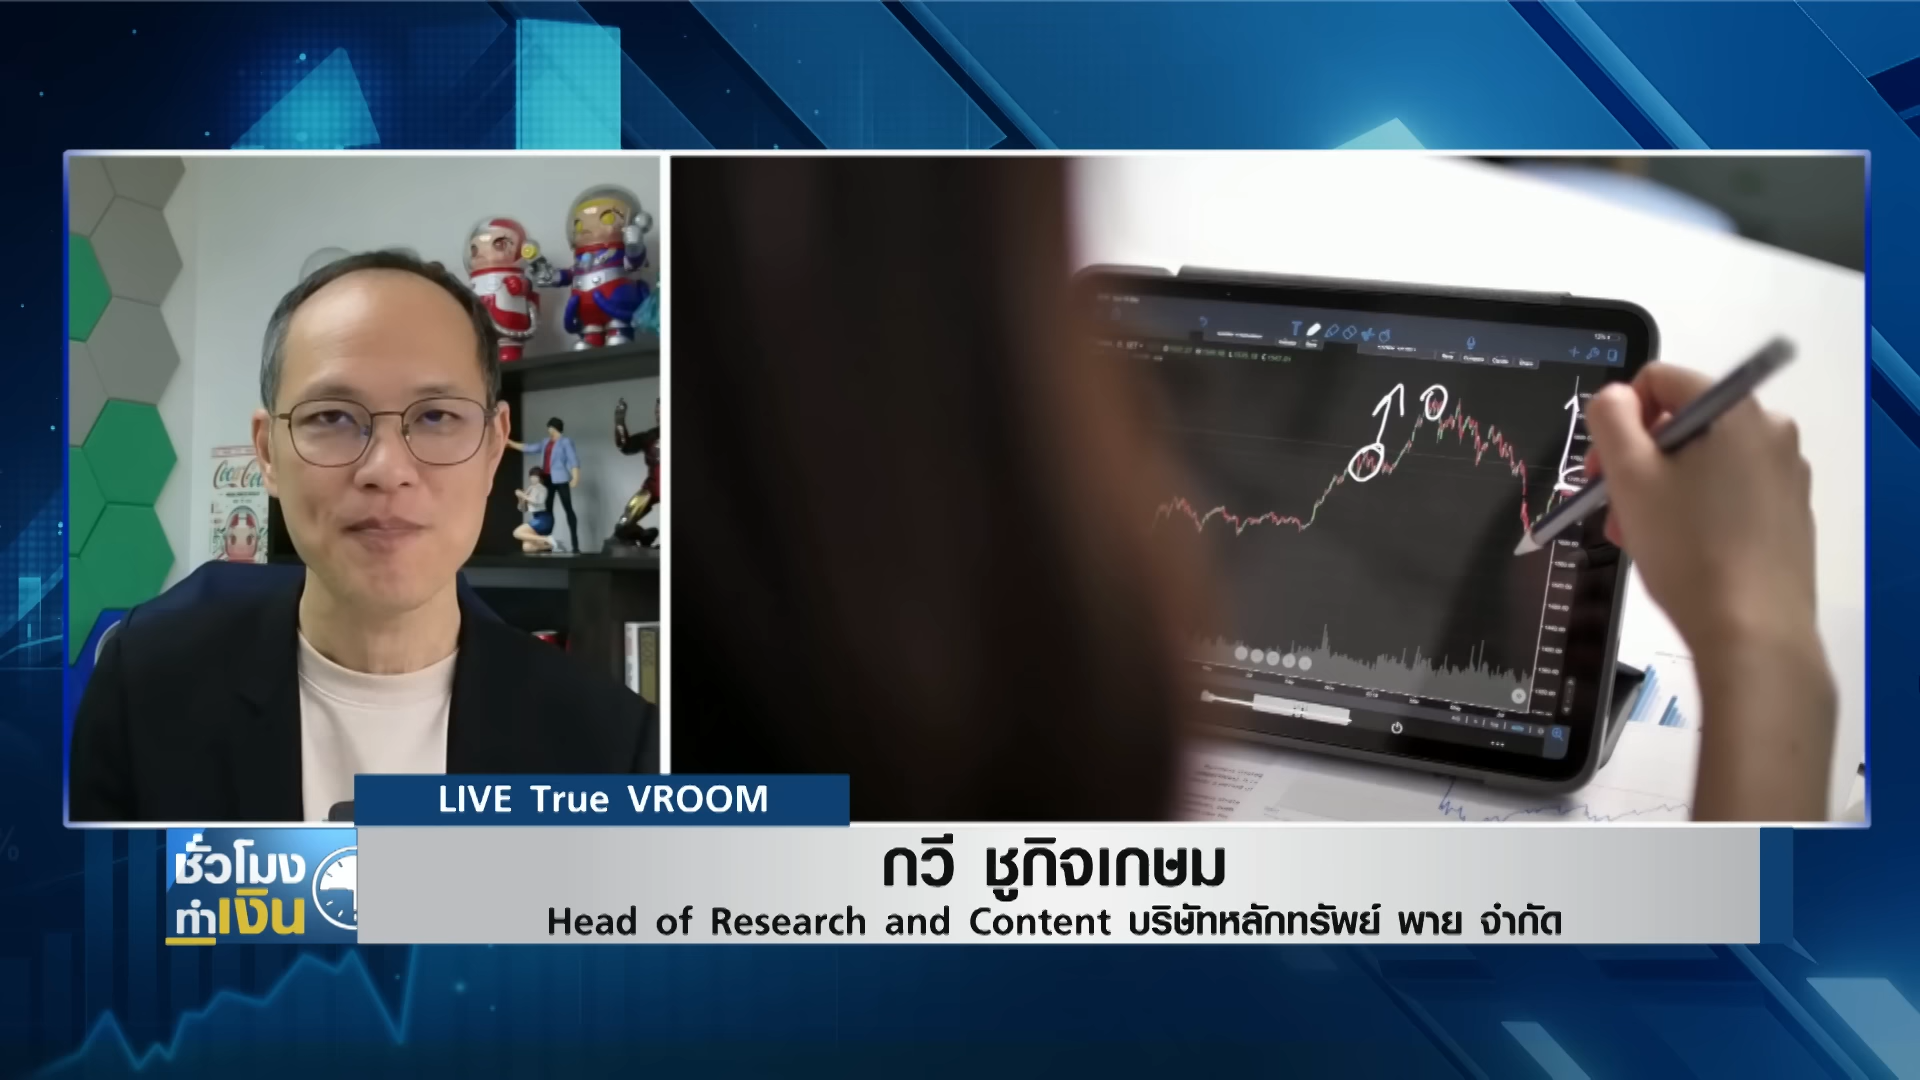 Coca-Cola
LIVE True VROOM
ชั่วโมง
ทำเงิน
กวี ชูกิจเกษม
Head of Research and Content บริษัทหลักทรัพย์ พาย จำกัด